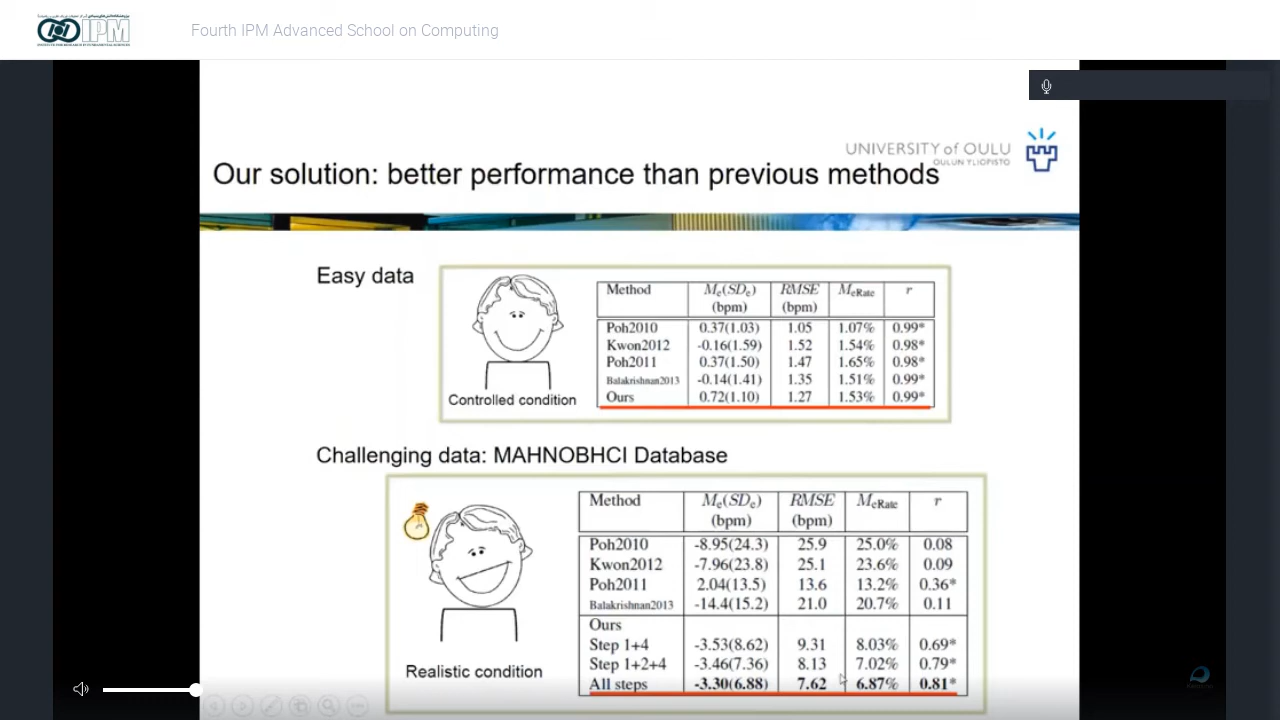 IPM
INSTITUTE FOR RESEARCH IN FUNDAMENTAL SCIENCES
Fourth IPM Advanced School on Computing
UNIVERSITY of OULU
OULUN YLIOPISTO
Our solution: better performance than previous methods
Easy data
Controlled condition
Method Me(SDe) RMSE MeRate r
(bpm) (bpm)
Poh2010 0.37(1.03) 1.05 1.07% 0.99*
Kwon2012 -0.16(1.59) 1.52 1.54% 0.98*
Poh2011 0.37(1.50) 1.47 1.65% 0.98*
Balakrishnan2013 -0.14(1.41) 1.35 1.51% 0.99*
Ours 0.72(1.10) 1.27 1.53% 0.99*
Challenging data: MAHNOBHCI Database
Realistic condition
Method Me(SDe) RMSE MeRate r
(bpm) (bpm)
Poh2010 -8.95(24.3) 25.9 25.0% 0.08
Kwon2012 -7.96(23.8) 25.1 23.6% 0.09
Poh2011 2.04(13.5) 13.6 13.2% 0.36*
Balakrishnan2013 -14.4(15.2) 21.0 20.7% 0.11
Ours
Step 1+4 -3.53(8.62) 9.31 8.03% 0.69*
Step 1+2+4 -3.46(7.36) 8.13 7.02% 0.79*
All steps -3.30(6.88) 7.62 6.87% 0.81*